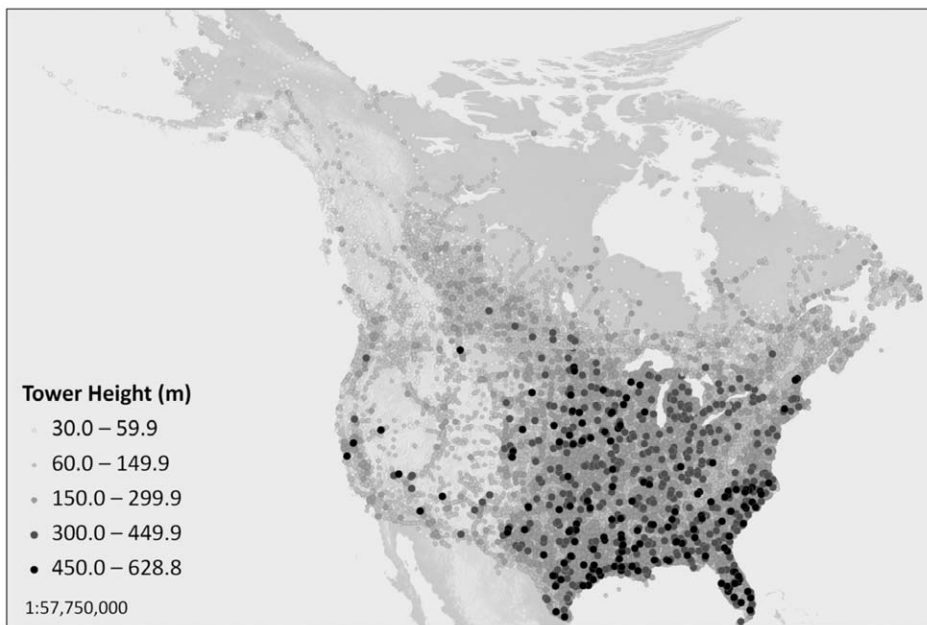 Tower Height (m)
30.0 – 59.9
60.0 – 149.9
150.0 – 299.9
300.0 – 449.9
450.0 – 628.8
1:57,750,000